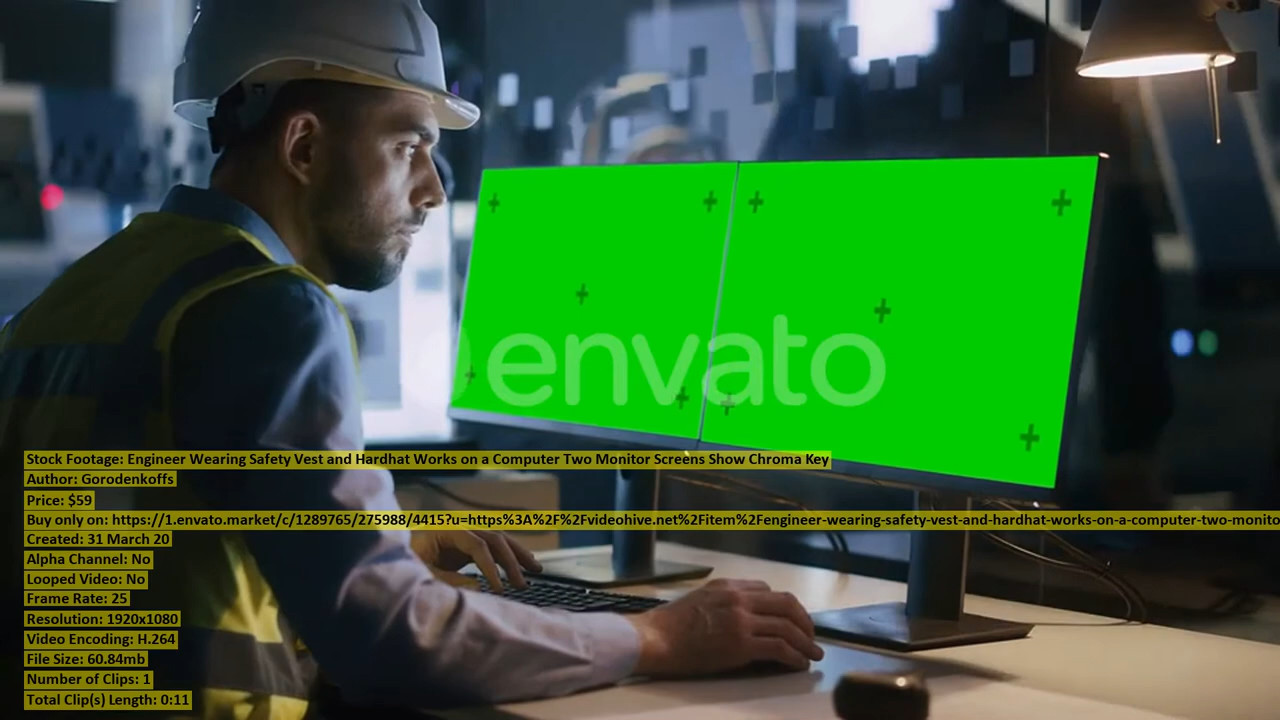 envato
Stock Footage: Engineer Wearing Safety Vest and Hardhat Works on a Computer Two Monitor Screens Show Chroma Key
Author: Gorodenkoffs
Price: $59
Buy only on: https://1.envato.market/c/1289765/275988/4415?u=https%3A%2F%2Fvideohive.net%2Fitem%2Fengineer-wearing-safety-vest-and-hardhat-works-on-a-computer-two-monito
Created: 31 March 20
Alpha Channel: No
Looped Video: No
Frame Rate: 25
Resolution: 1920x1080
Video Encoding: H.264
File Size: 60.84mb
Number of Clips: 1
Total Clip(s) Length: 0:11